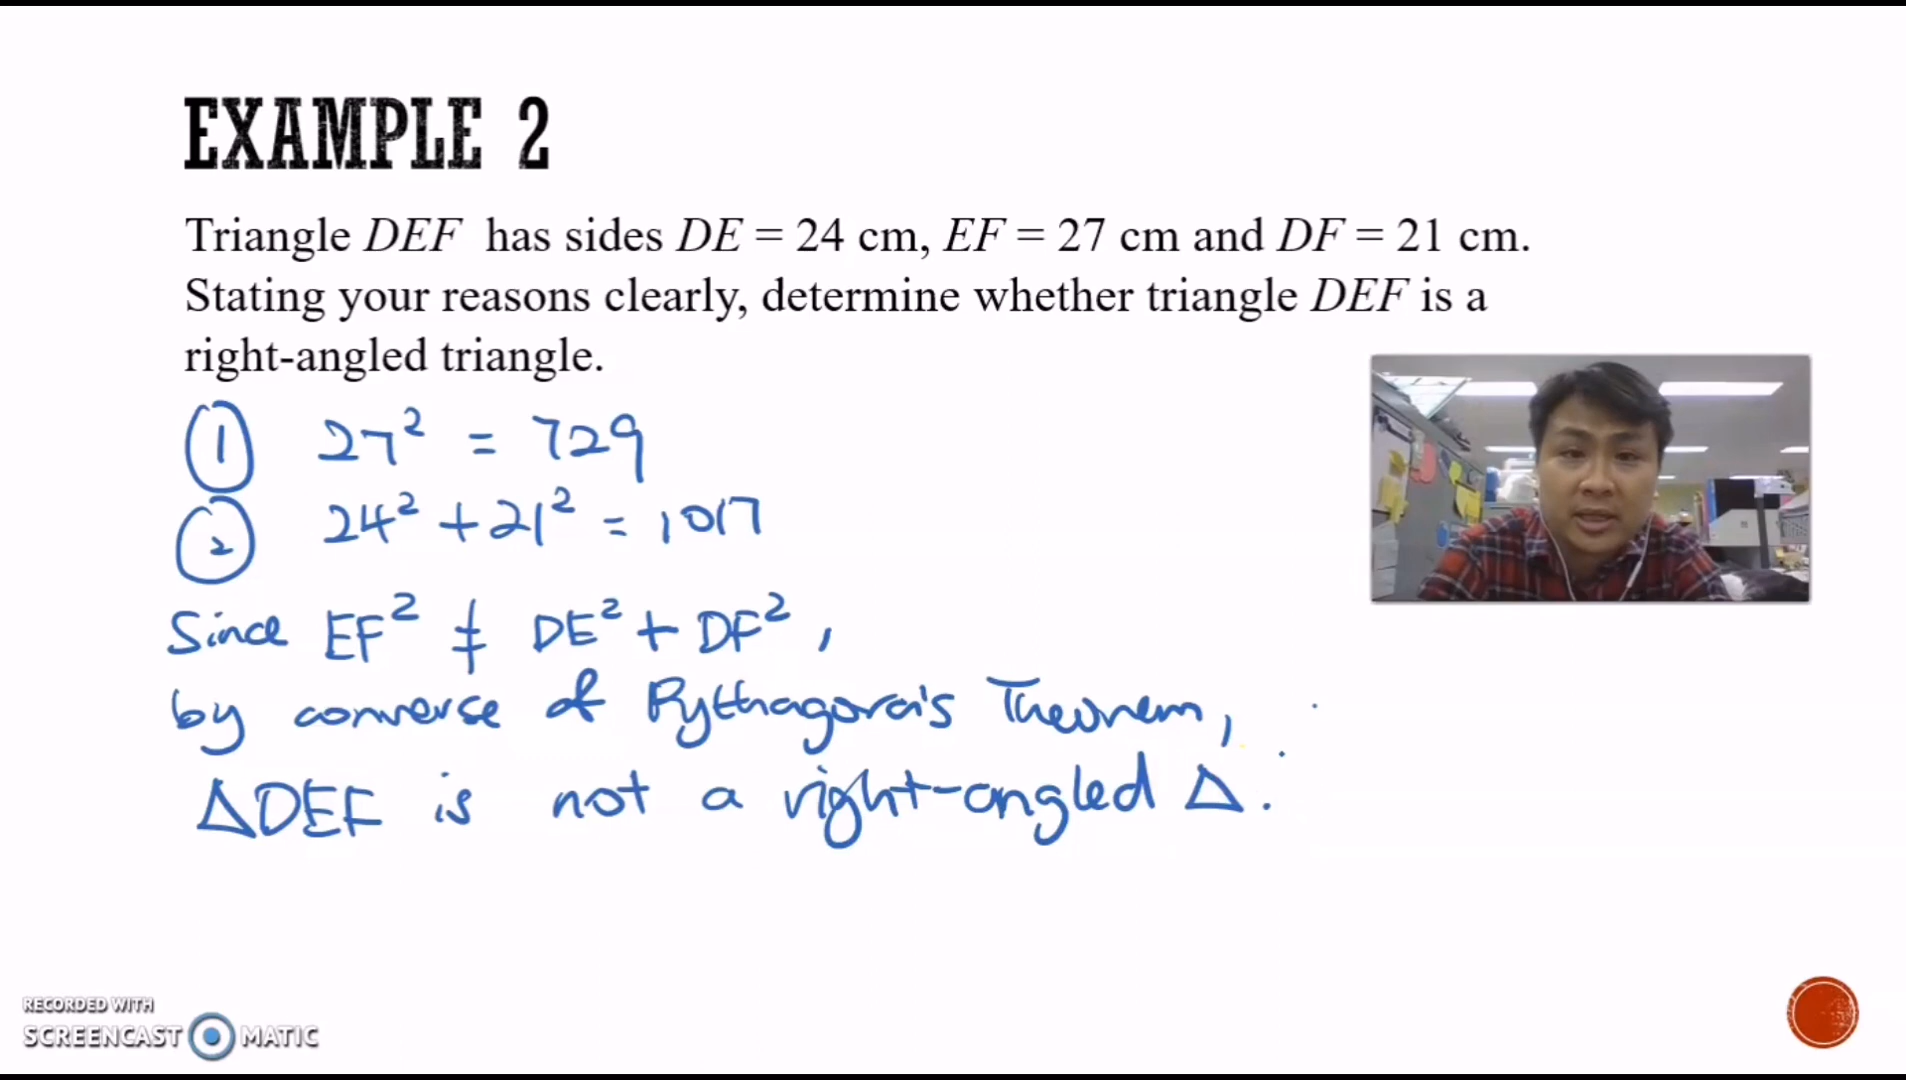 EXAMPLE 2
Triangle DEF has sides DE = 24 cm, EF = 27 cm and DF = 21 cm.
Stating your reasons clearly, determine whether triangle DEF is a
right-angled triangle.
① 27² = 729
② 24² + 21² = 1017
Since EF² ≠ DE² + DF²,
by converse of Pythagora's Theorem,
△DEF is not a right-angled △.
RECORDED WITH
SCREENCAST MATIC